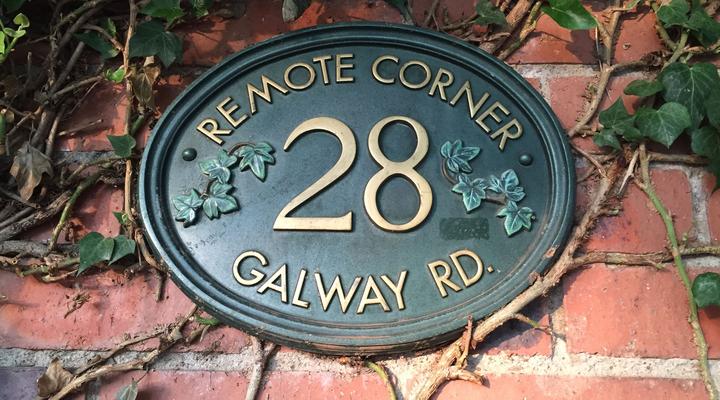 REMOTE CORNER
28
GALWAY RD.